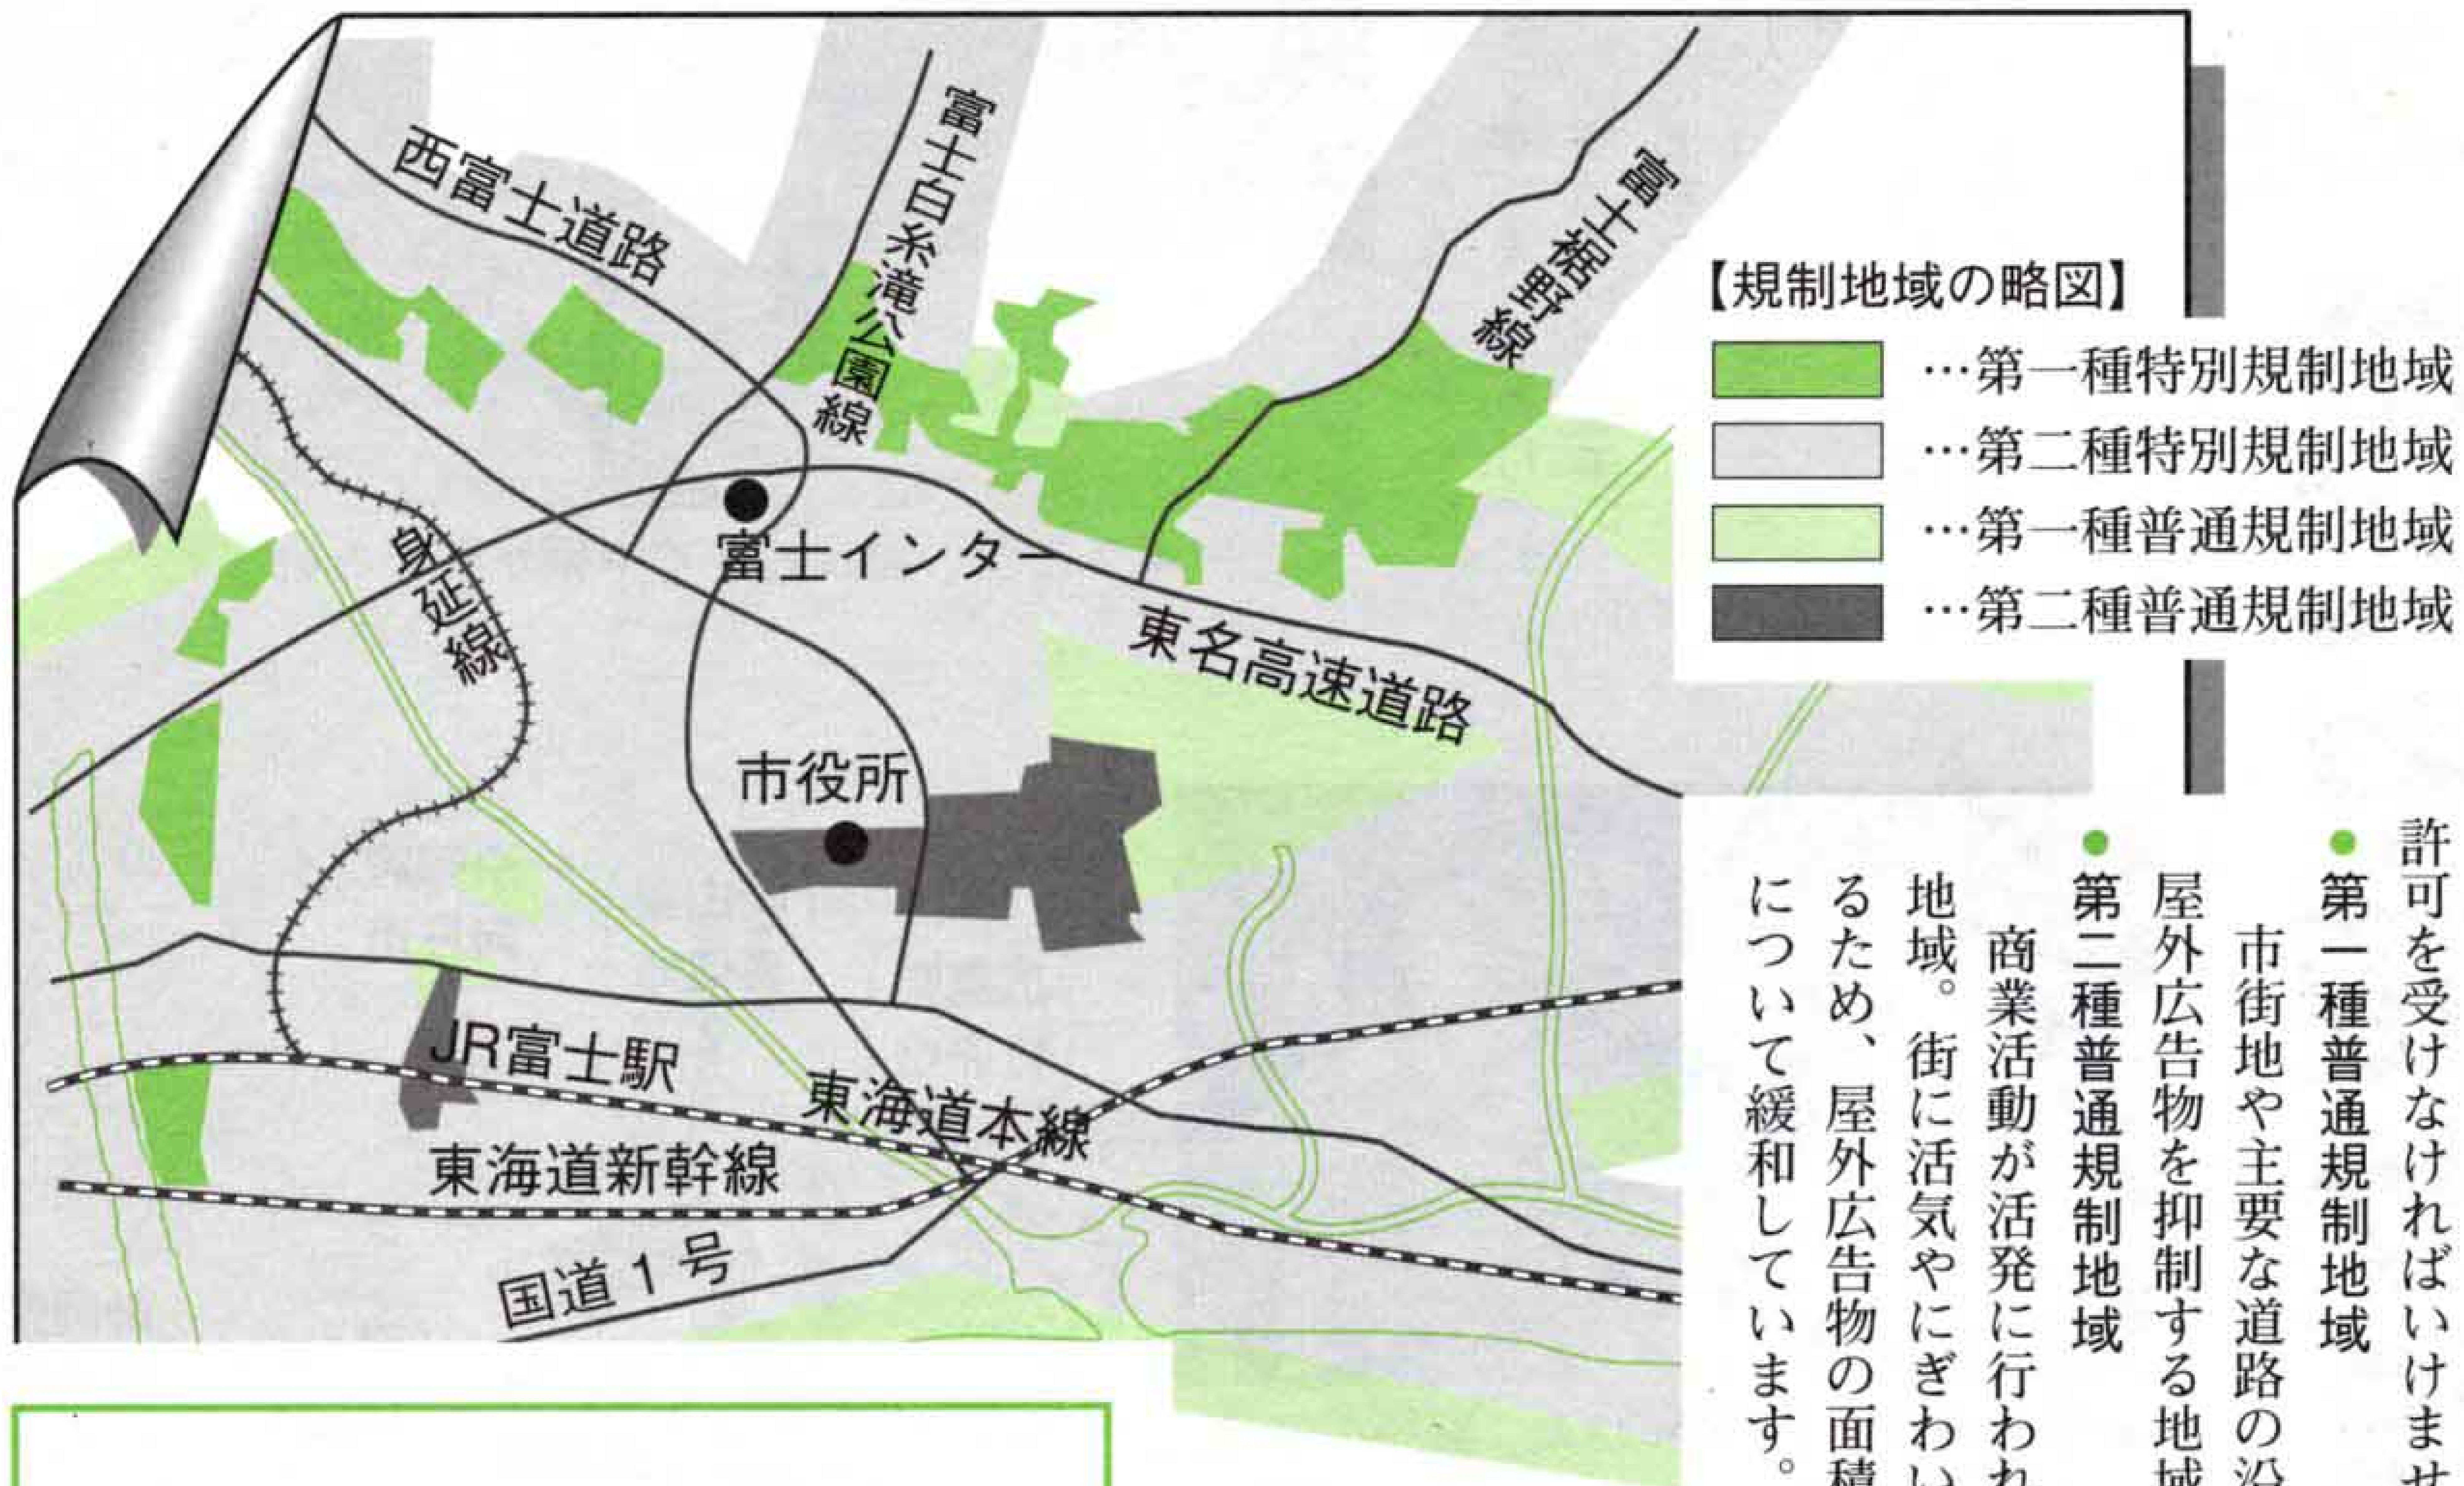 西富士道路
富士白糸滝公園線
富士裾野線
【規制地域の略図】
…第一種特別規制地域
…第二種特別規制地域
…第一種普通規制地域
…第二種普通規制地域
富士インター
身延線
東名高速道路
市役所
JR富士駅
東海道本線
東海道新幹線
国道1号
許可を受けなければいけませ
●第一種普通規制地域
市街地や主要な道路の沿
屋外広告物を抑制する地域
●第二種普通規制地域
商業活動が活発に行われ
地域。街に活気やにぎわい
るため、屋外広告物の面積
について緩和しています。